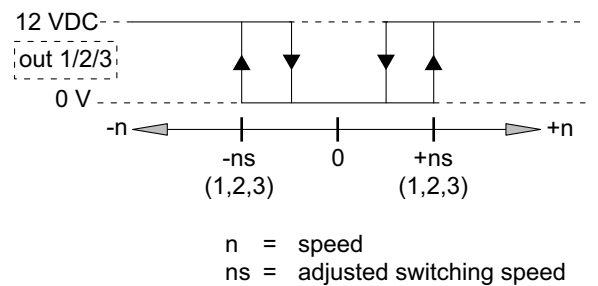 12 VDC
out 1/2/3
0 V
-n +n
-ns 0 +ns
(1,2,3) (1,2,3)
n = speed
ns = adjusted switching speed